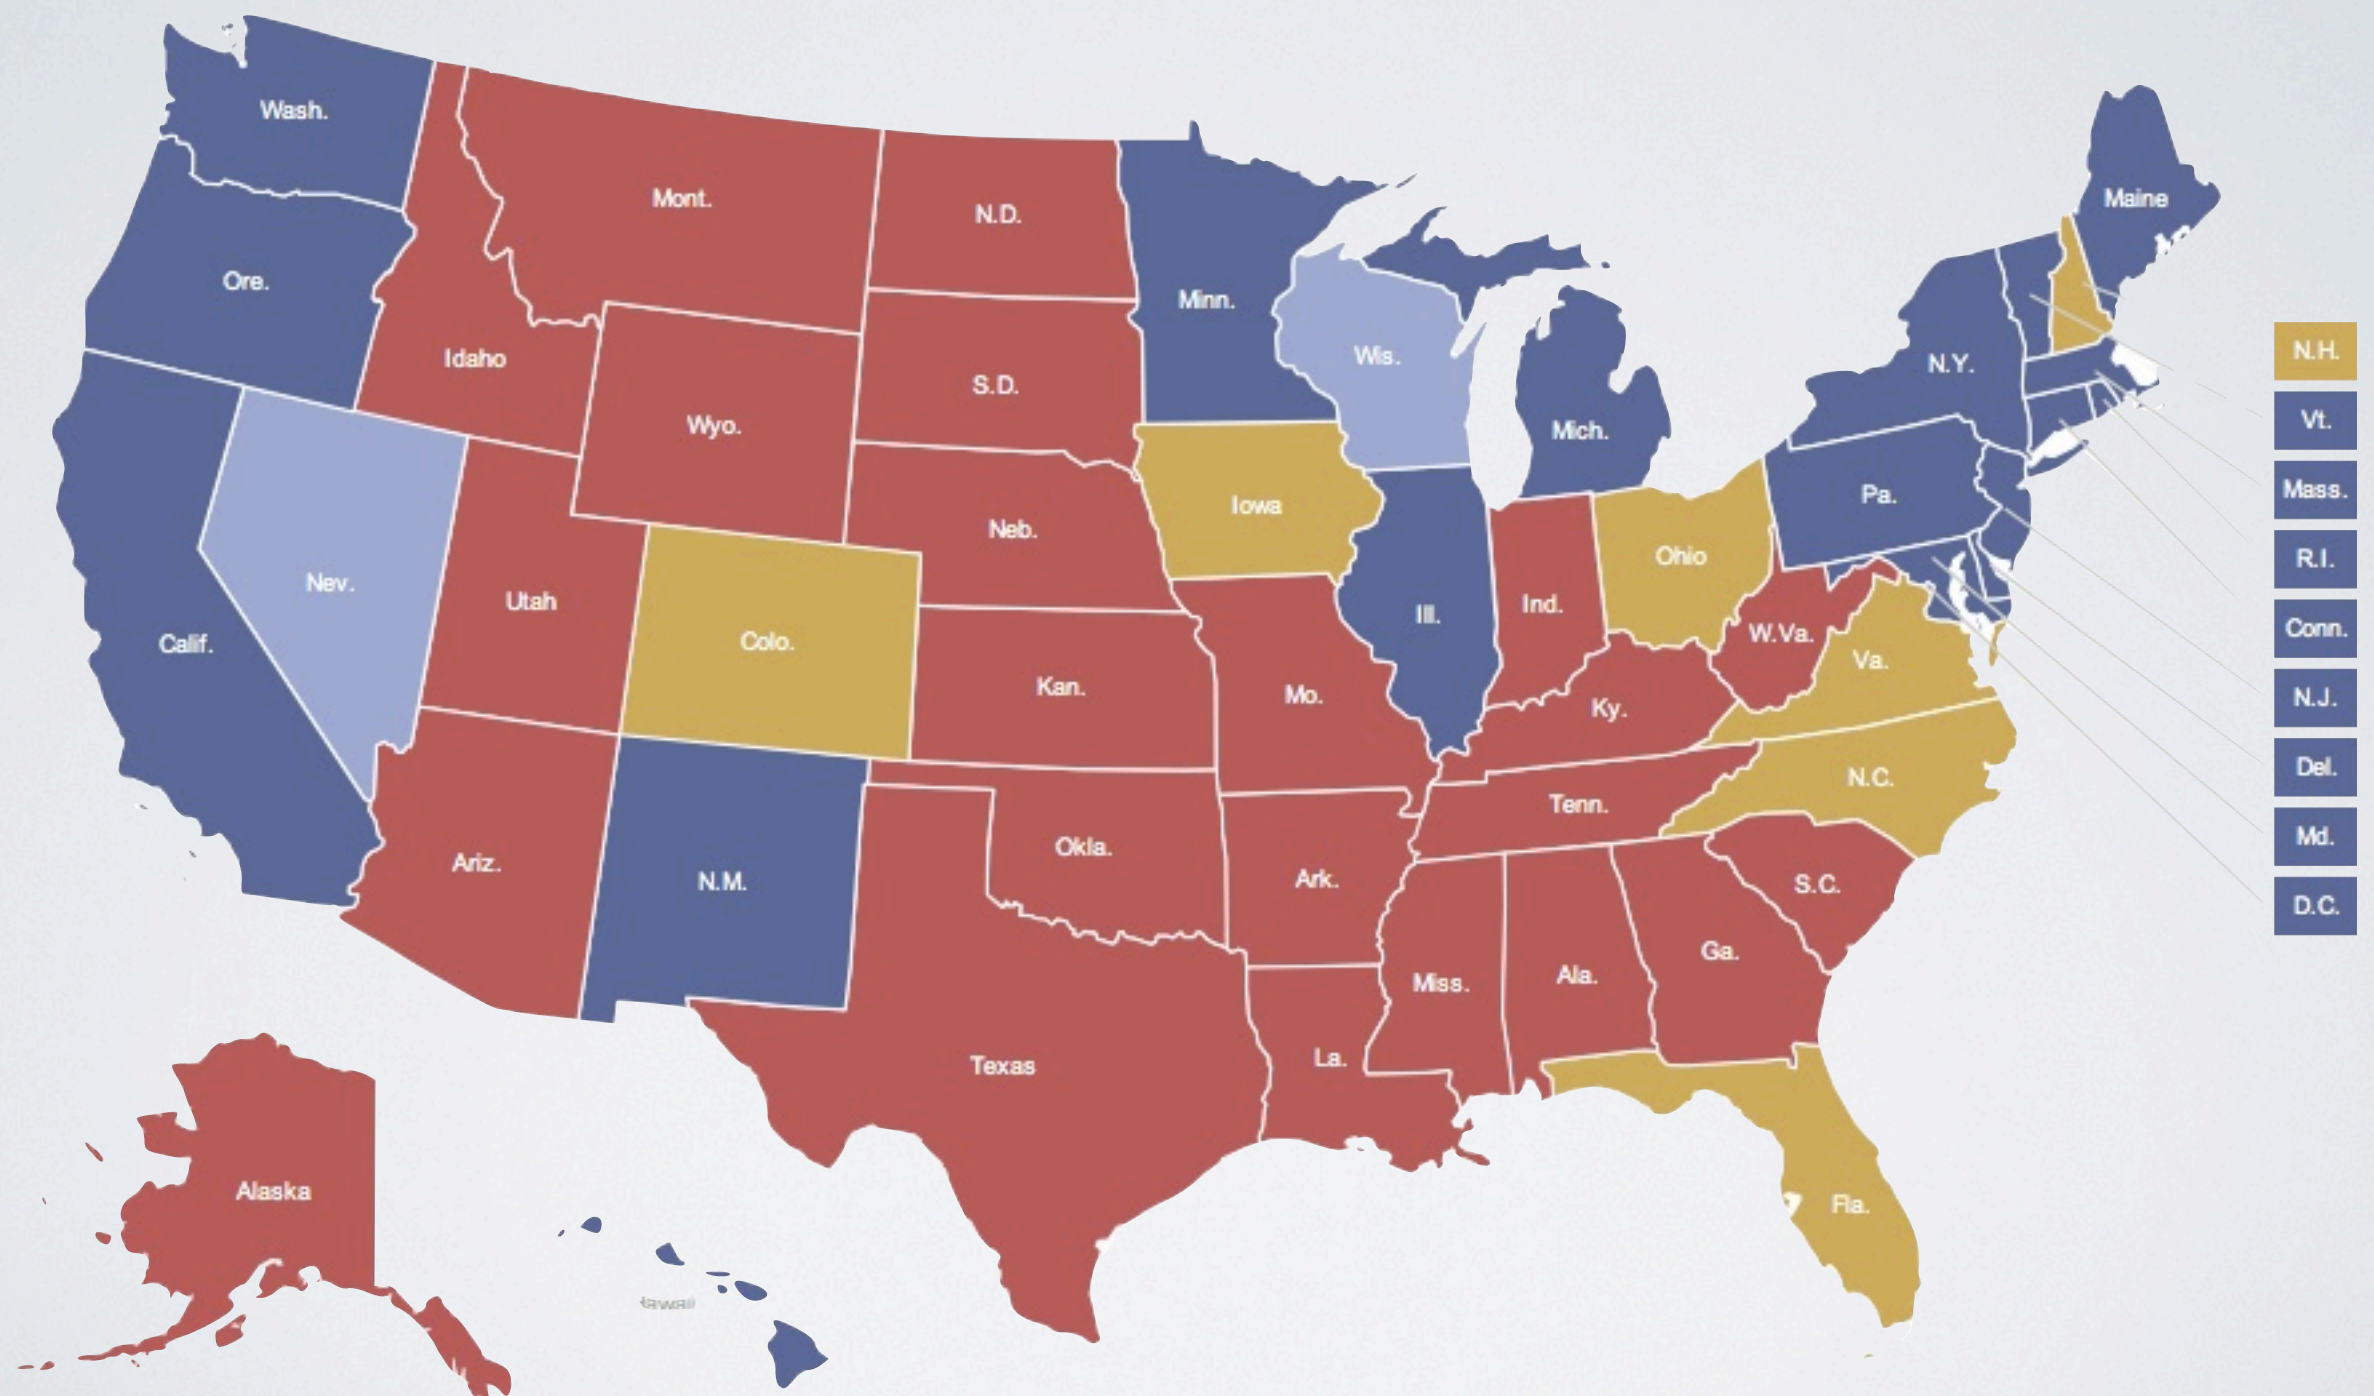 Wash.
Mont.
N.D.
Maine
Ore.
Minn.
Idaho
Wis.
N.Y.
N.H.
S.D.
Wyo.
Mich.
Vt.
Pa.
Mass.
Iowa
Neb.
Ohio
R.I.
Nev.
Utah
Ill.
Ind.
Conn.
Calif.
Colo.
W.Va.
Va.
Kan.
Mo.
Ky.
N.J.
Del.
N.C.
Tenn.
Okla.
Md.
Ariz.
N.M.
Ark.
S.C.
D.C.
Ga.
Miss.
Ala.
La.
Texas
Alaska
Fla.